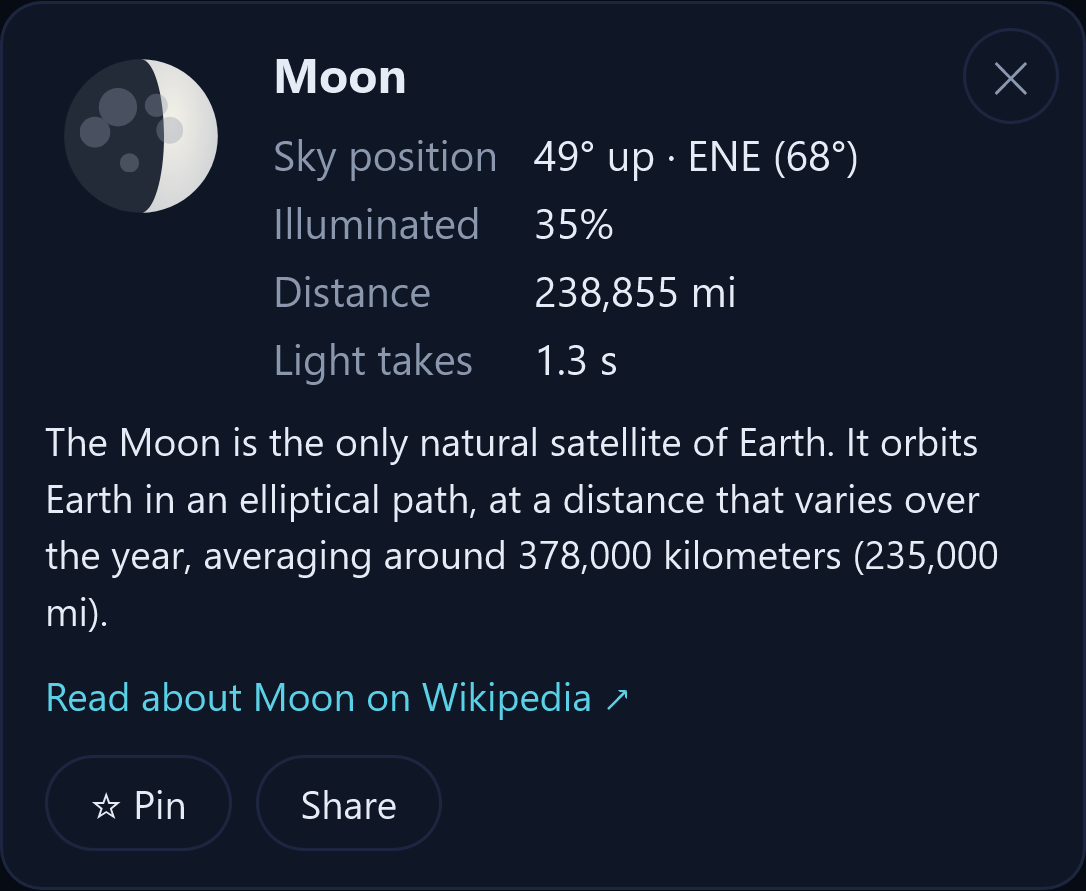 Moon
Sky position 49° up · ENE (68°)
Illuminated 35%
Distance 238,855 mi
Light takes 1.3 s
The Moon is the only natural satellite of Earth. It orbits
Earth in an elliptical path, at a distance that varies over
the year, averaging around 378,000 kilometers (235,000
mi).
Read about Moon on Wikipedia ↗
☆ Pin Share